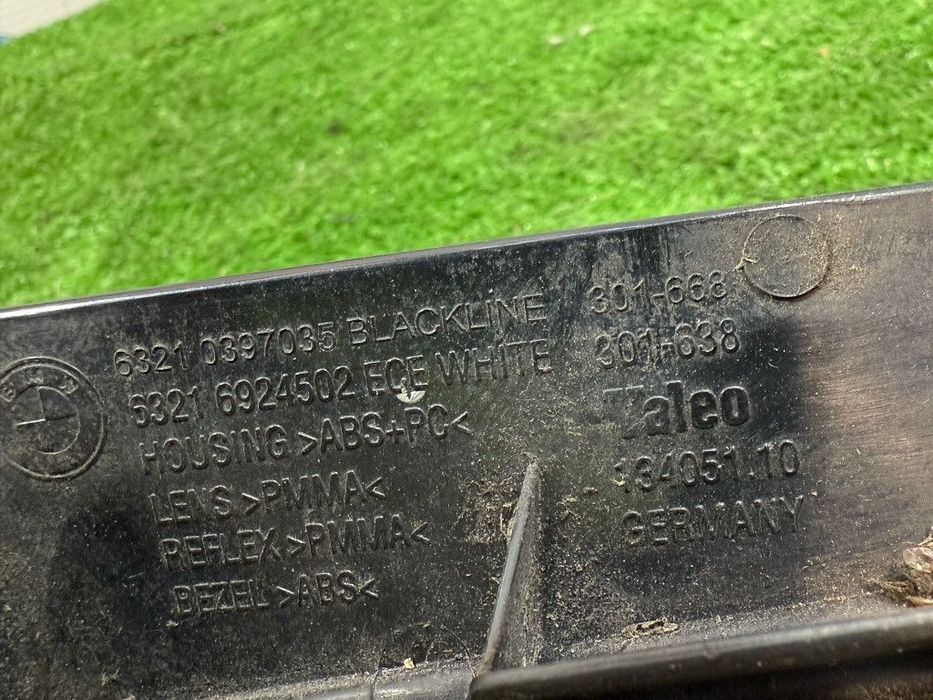 BMW
6321 0397035 BLACKLINE 301-668
6321 6924502 ECE WHITE 301-638
HOUSING >ABS+PC< Valeo
LENS >PMMA< 134051.10
REFLEX >PMMA< GERMANY
BEZEL >ABS<